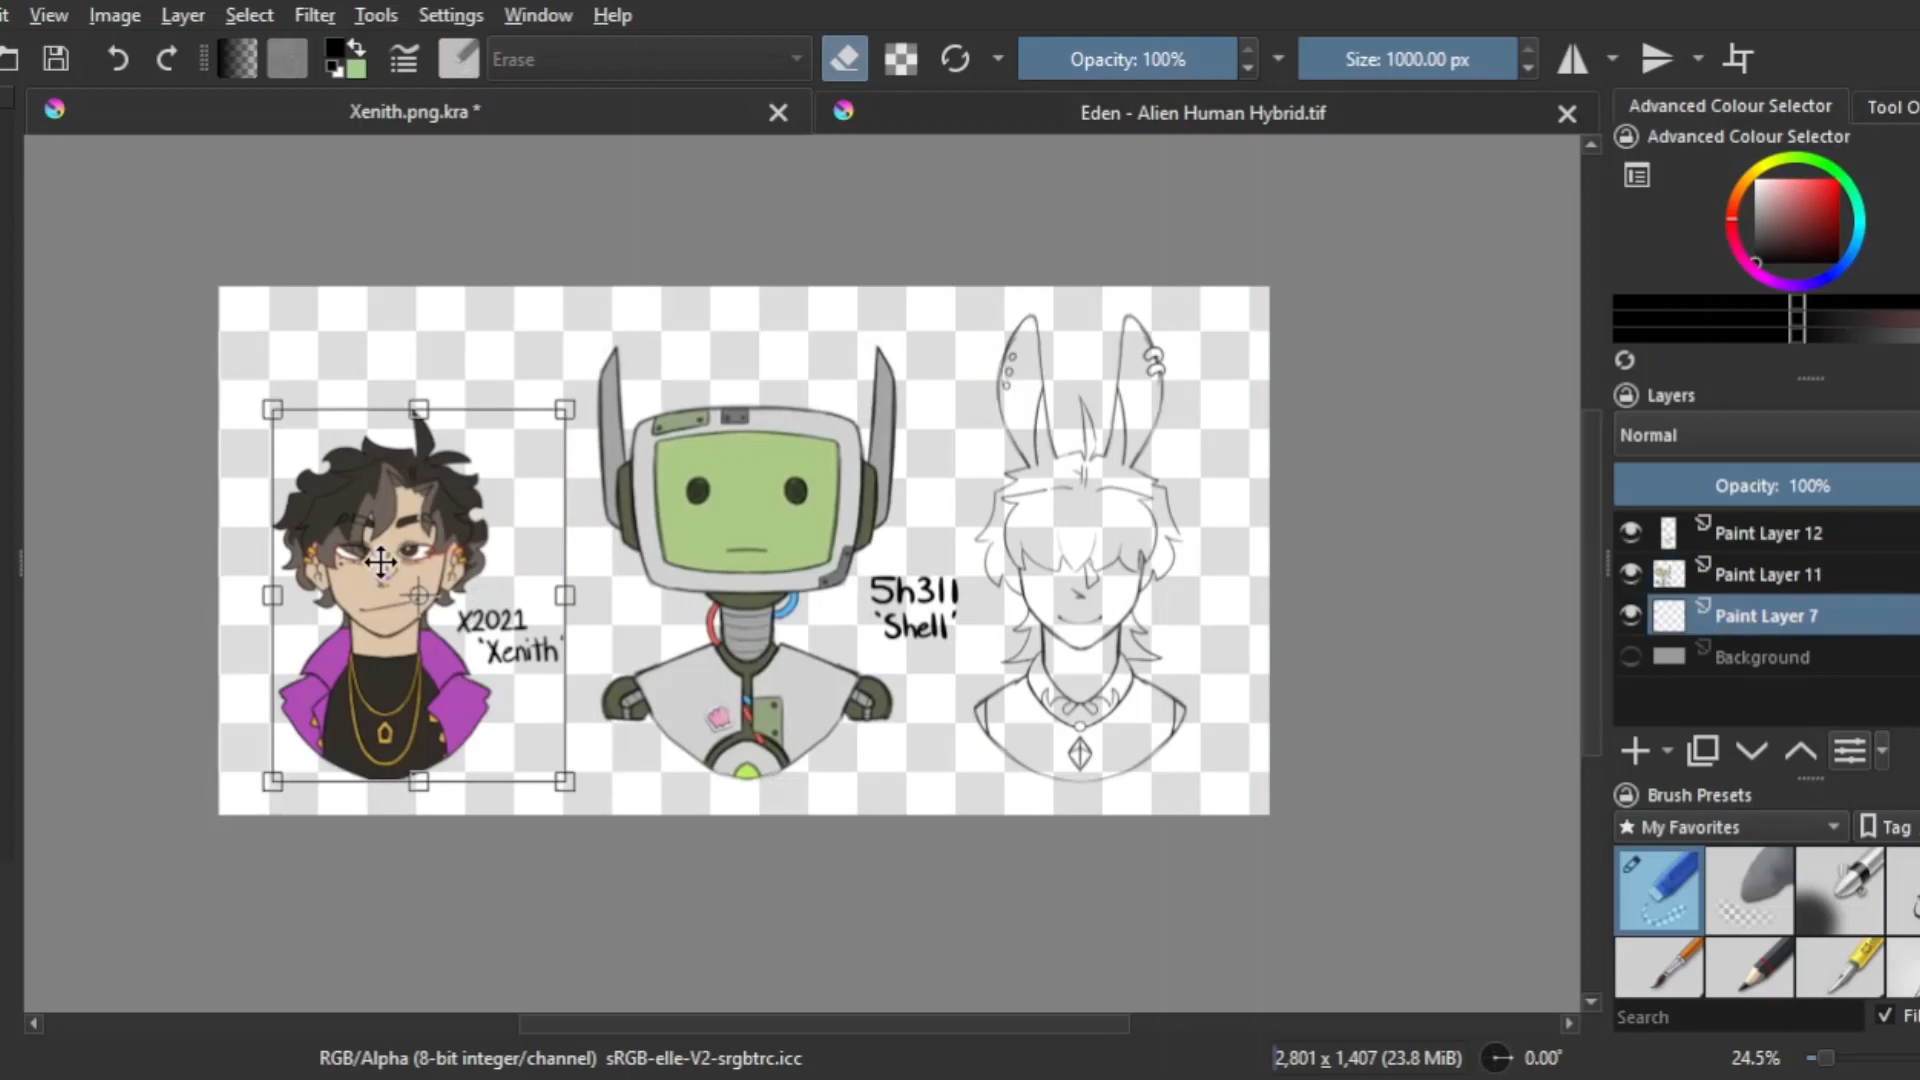 View Image Layer Select Filter Tools Settings Window Help
Erase
Opacity: 100%
Size: 1000.00 px
Xenith.png.kra *
Eden - Alien Human Hybrid.tif
Advanced Colour Selector
Tool O
Advanced Colour Selector
Layers
Normal
Opacity: 100%
Paint Layer 12
Paint Layer 11
Paint Layer 7
Background
X2021
'Xenith'
5h311
'Shell'
Brush Presets
My Favorites
Tag
Search
Fil
RGB/Alpha (8-bit integer/channel) sRGB-elle-V2-srgbtrc.icc
2,801 x 1,407 (23.8 MiB)
0.00°
24.5%